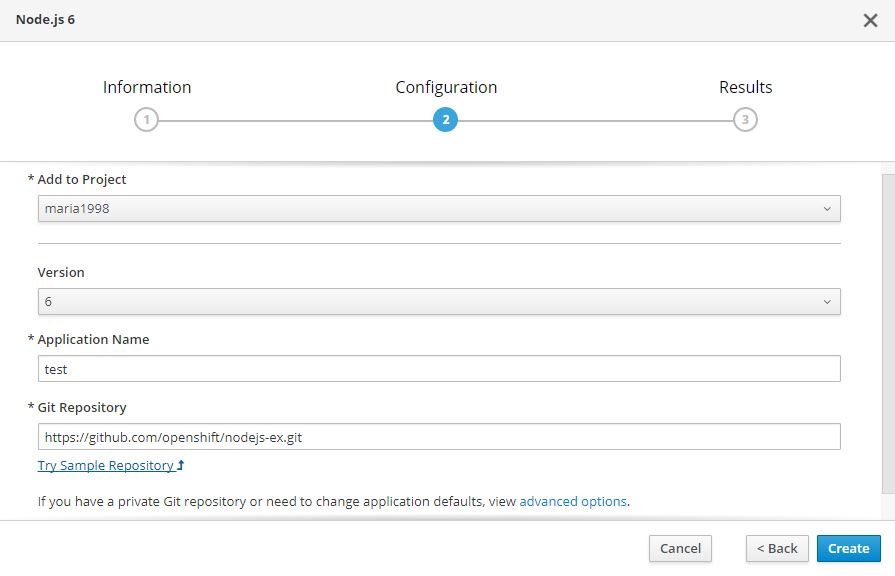 Node.js 6
Information Configuration Results
1 2 3
* Add to Project
maria1998
Version
6
* Application Name
test
* Git Repository
https://github.com/openshift/nodejs-ex.git
Try Sample Repository
If you have a private Git repository or need to change application defaults, view advanced options.
Cancel < Back Create